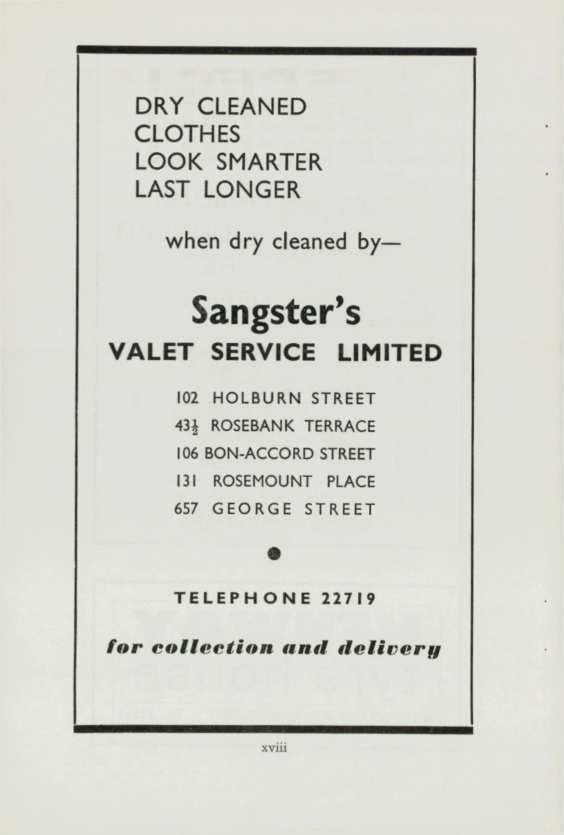 DRY CLEANED
CLOTHES
LOOK SMARTER
LAST LONGER
when dry cleaned by—
Sangster's
VALET SERVICE LIMITED
102 HOLBURN STREET
43½ ROSEBANK TERRACE
106 BON-ACCORD STREET
131 ROSEMOUNT PLACE
657 GEORGE STREET
TELEPHONE 22719
for collection and delivery
xviii